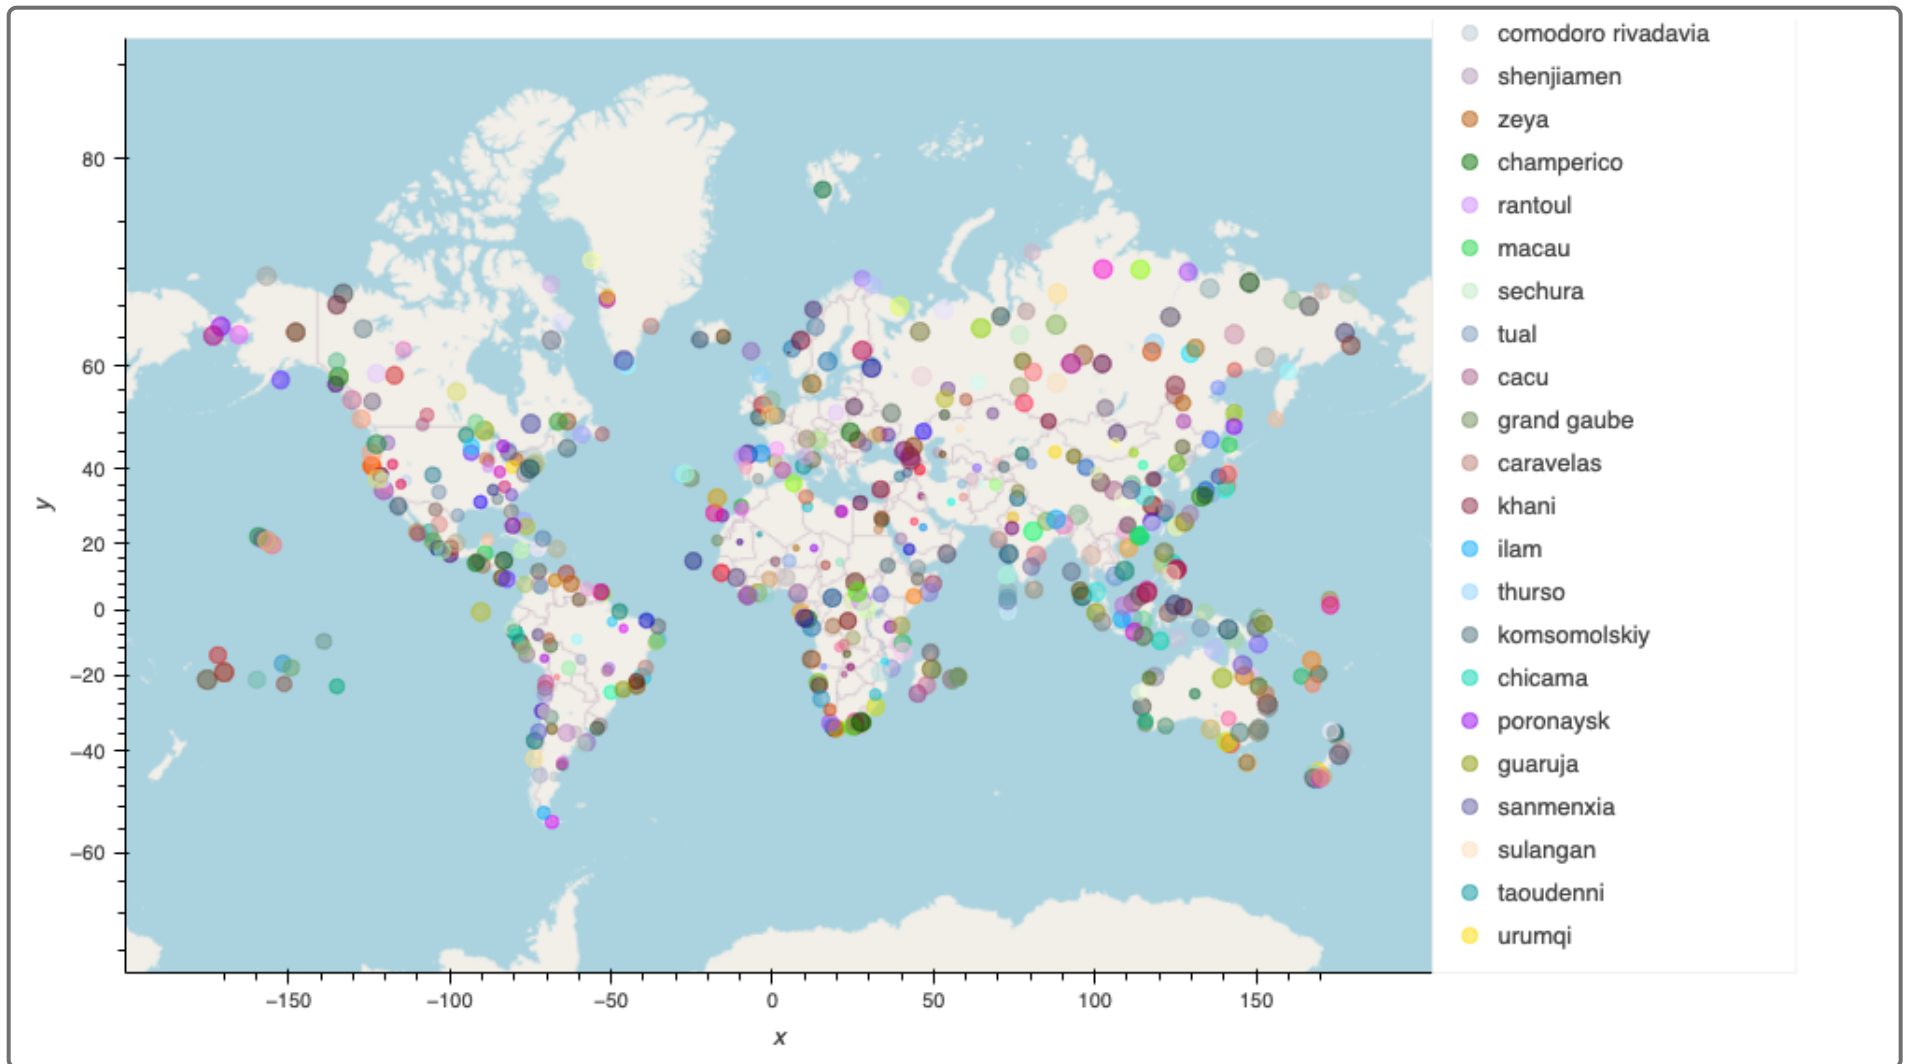 80
60
40
20
0
−20
−40
−60
y
−150
−100
−50
0
50
100
150
x
comodoro rivadavia
shenjiamen
zeya
champerico
rantoul
macau
sechura
tual
cacu
grand gaube
caravelas
khani
ilam
thurso
komsomolskiy
chicama
poronaysk
guaruja
sanmenxia
sulangan
taoudenni
urumqi